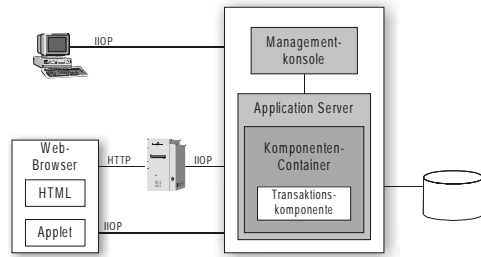 IIOP
Management-
konsole
Application Server
Komponenten-
Container
Transaktions-
komponente
Web-
Browser
HTML
Applet
HTTP
IIOP
IIOP